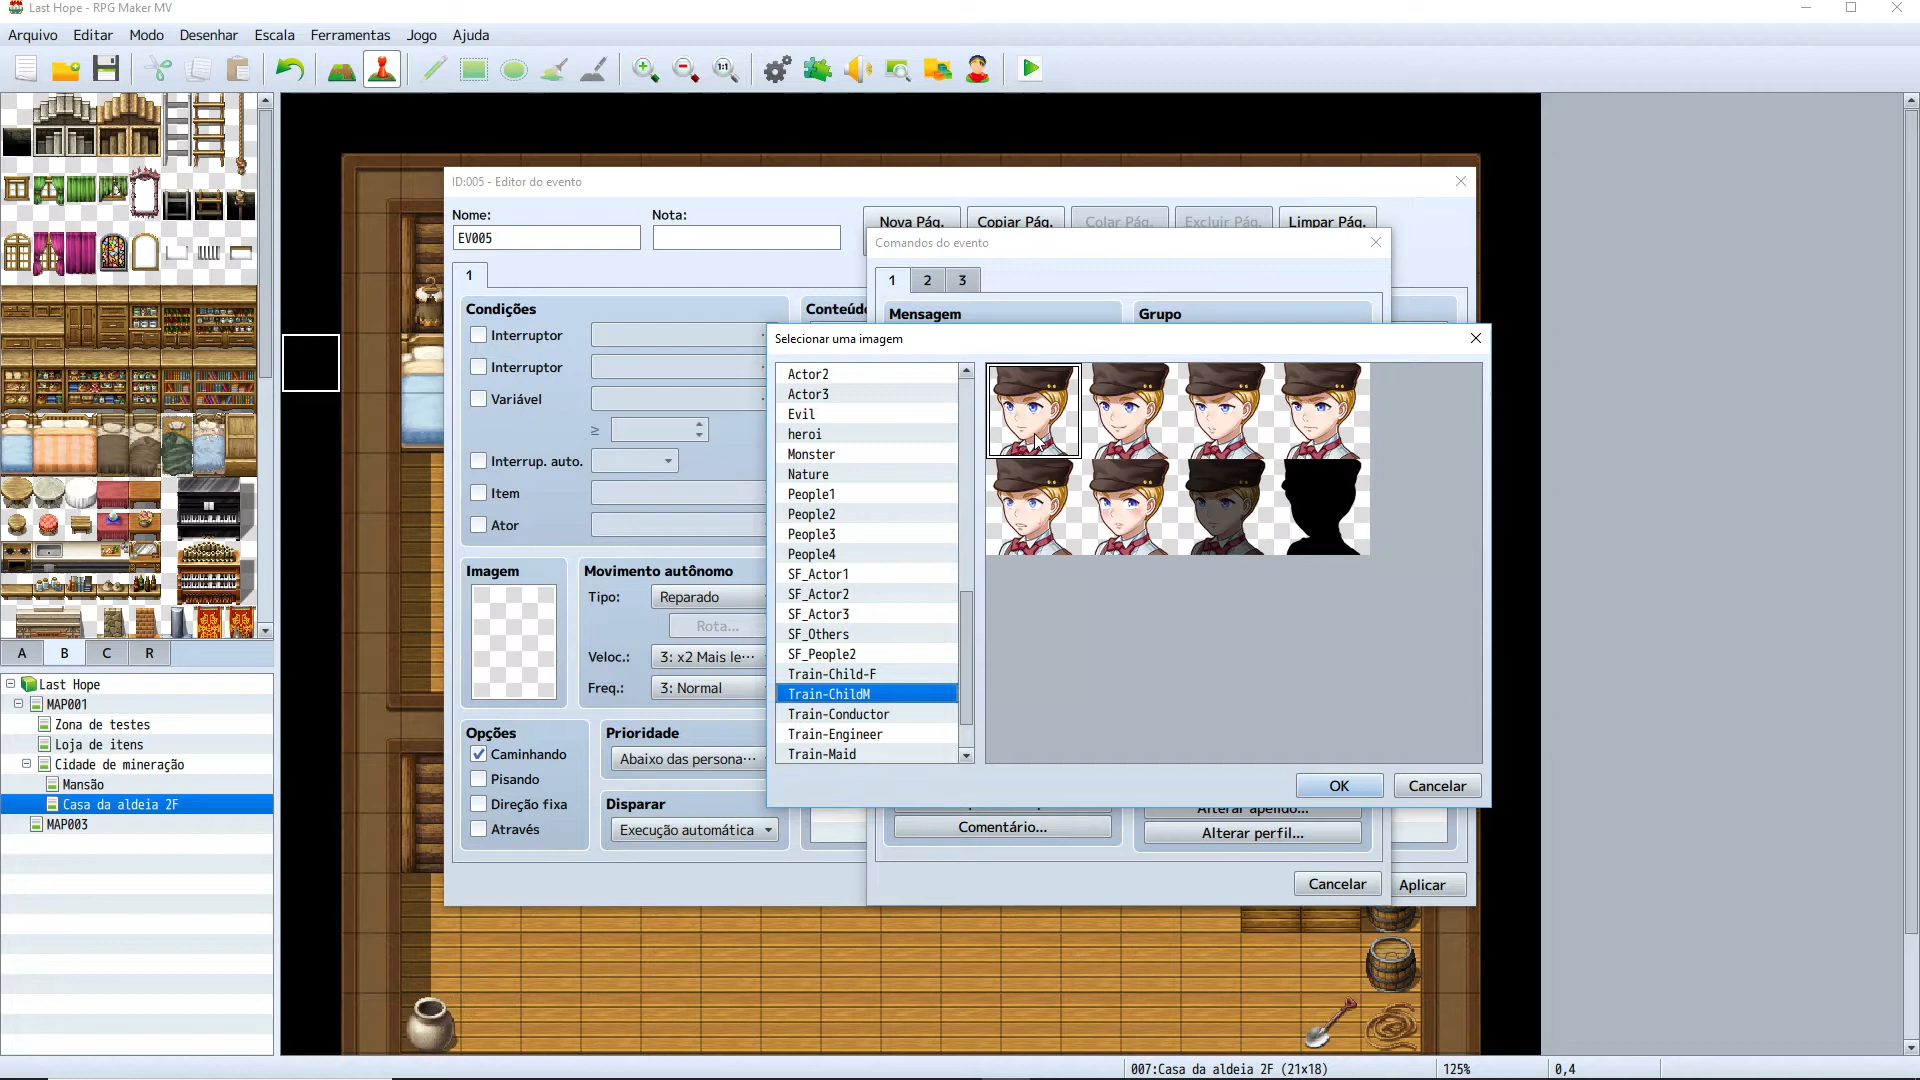 Last Hope - RPG Maker MV
Arquivo Editar Modo Desenhar Escala Ferramentas Jogo Ajuda
1:1
ID:005 - Editor do evento
Nome: Nota:
EV005
Nova Pág. Copiar Pág. Colar Pág. Excluir Pág. Limpar Pág.
Comandos do evento
1
1 2 3
Condições
Conteúdo
Mensagem Grupo
Interruptor
Interruptor
Variável
≥
Interrup. auto.
Item
Ator
Imagem
Movimento autônomo
Tipo: Reparado
Rota...
Veloc.: 3: x2 Mais le···
Freq.: 3: Normal
Opções
Caminhando
Pisando
Direção fixa
Através
Prioridade
Abaixo das persona···
Disparar
Execução automática
Selecionar uma imagem
Actor2
Actor3
Evil
heroi
Monster
Nature
People1
People2
People3
People4
SF_Actor1
SF_Actor2
SF_Actor3
SF_Others
SF_People2
Train-Child-F
Train-ChildM
Train-Conductor
Train-Engineer
Train-Maid
OK Cancelar
Alterar apelido...
Comentário... Alterar perfil...
Cancelar Aplicar
A B C R
Last Hope
MAP001
Zona de testes
Loja de itens
Cidade de mineração
Mansão
Casa da aldeia 2F
MAP003
007:Casa da aldeia 2F (21x18) 125% 0,4